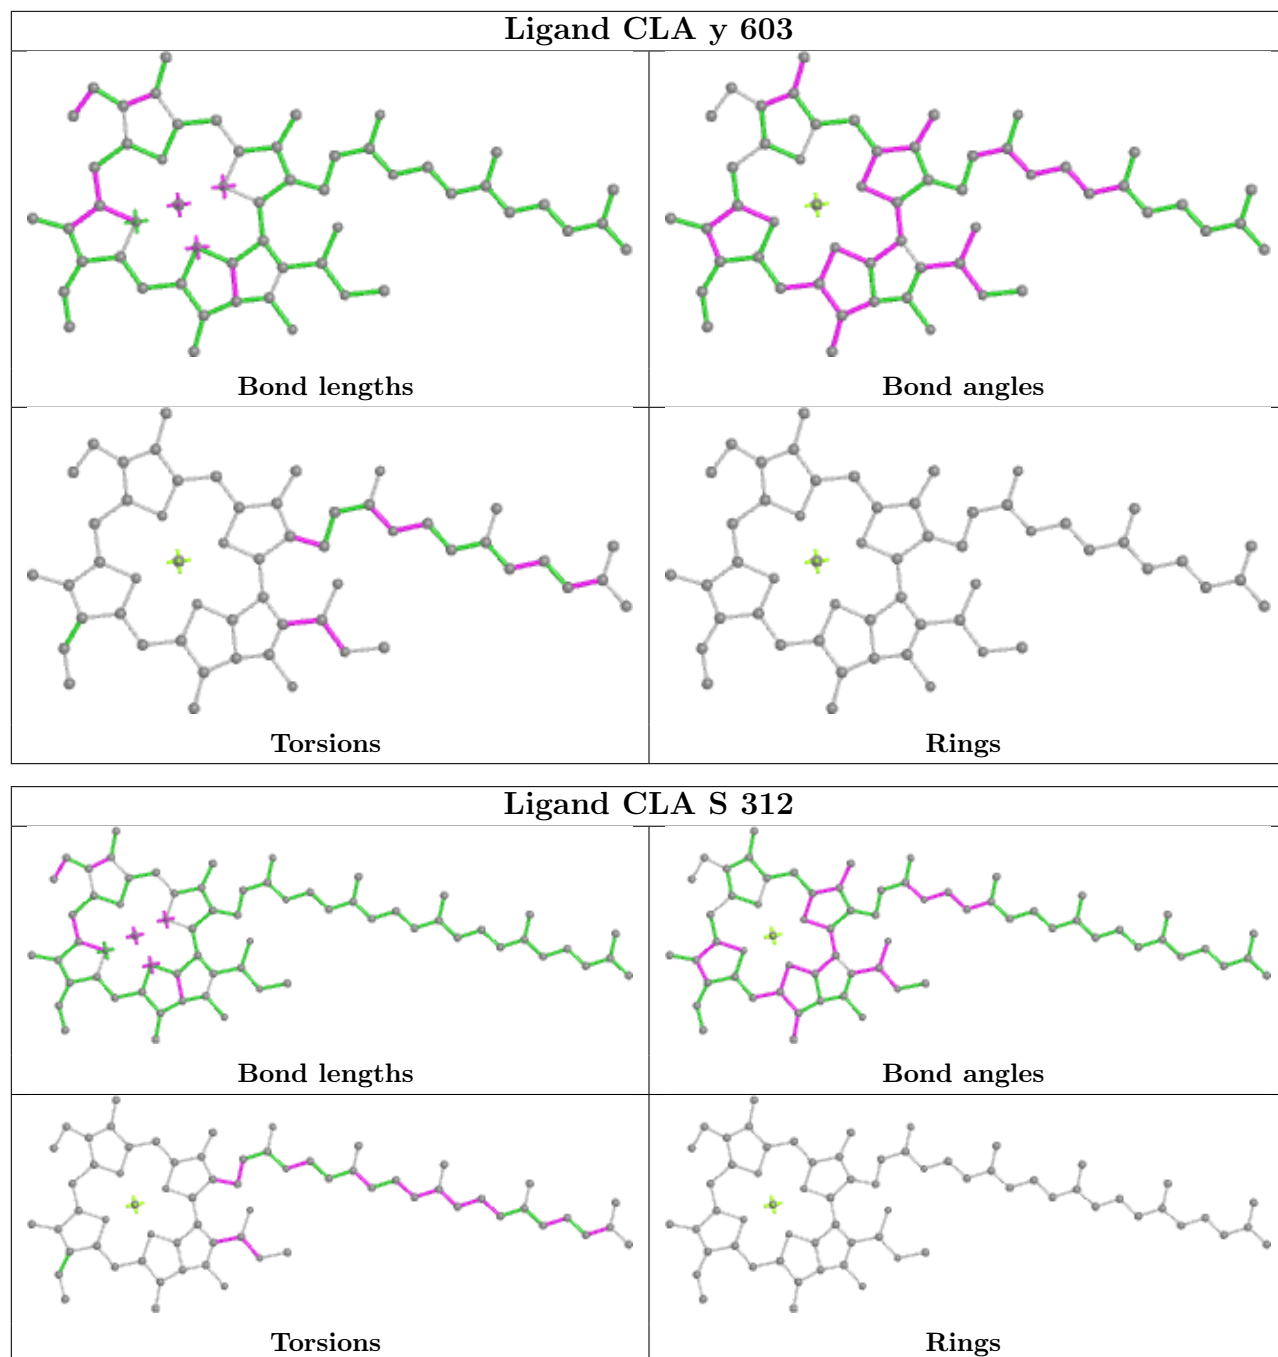 Ligand CLA y 603
Bond lengths
Bond angles
Torsions
Rings
Ligand CLA S 312
Bond lengths
Bond angles
Torsions
Rings